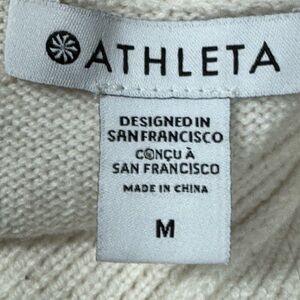 ATHLETA
DESIGNED IN
SAN FRANCISCO
CONÇU À
SAN FRANCISCO
MADE IN CHINA
M